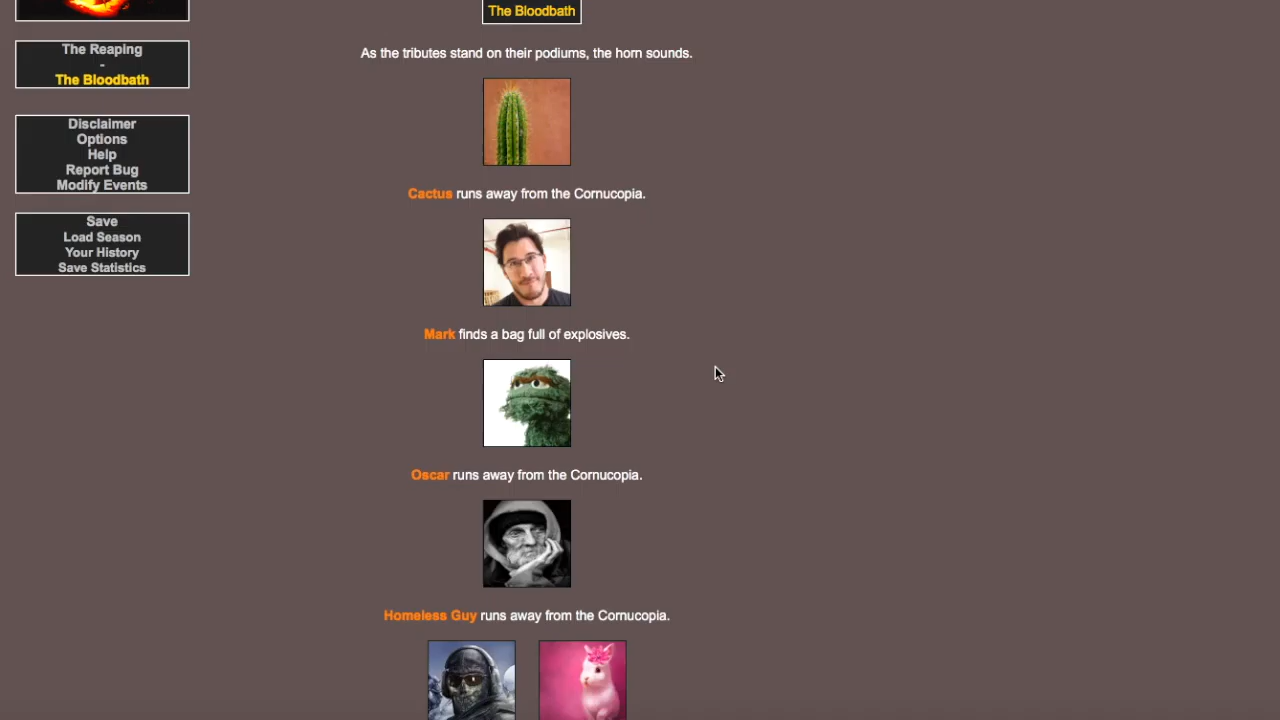 The Reaping
-
The Bloodbath
Disclaimer
Options
Help
Report Bug
Modify Events
Save
Load Season
Your History
Save Statistics
The Bloodbath
As the tributes stand on their podiums, the horn sounds.
Cactus runs away from the Cornucopia.
Mark finds a bag full of explosives.
Oscar runs away from the Cornucopia.
Homeless Guy runs away from the Cornucopia.